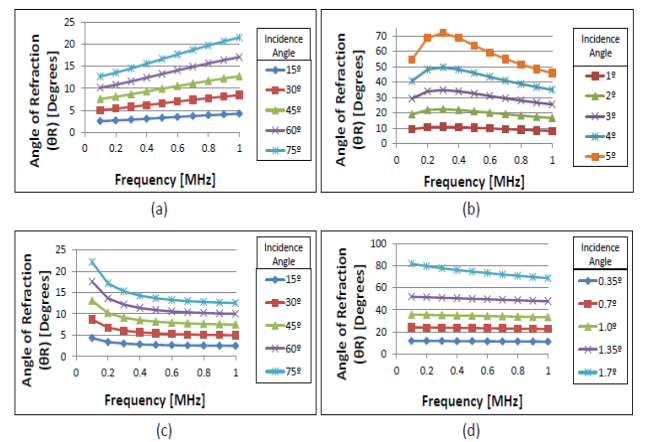 25
20
15
10
5
0
0 0.2 0.4 0.6 0.8 1
Angle of Refraction
(θR) [Degrees]
Frequency [MHz]
Incidence
Angle
15º
30º
45º
60º
75º
(a)
70
60
50
40
30
20
10
0
0 0.2 0.4 0.6 0.8 1
Angle of Refraction
(θR) [Degrees]
Frequency [MHz]
Incidence
Angle
1º
2º
3º
4º
5º
(b)
25
20
15
10
5
0
0 0.2 0.4 0.6 0.8 1
Angle of Refraction
(θR) [Degrees]
Frequency [MHz]
Incidence
Angle
15º
30º
45º
60º
75º
(c)
100
80
60
40
20
0
0 0.2 0.4 0.6 0.8 1
Angle of Refraction
(θR) [Degrees]
Frequency [MHz]
Incidence
Angle
0.35º
0.7º
1.0º
1.35º
1.7º
(d)